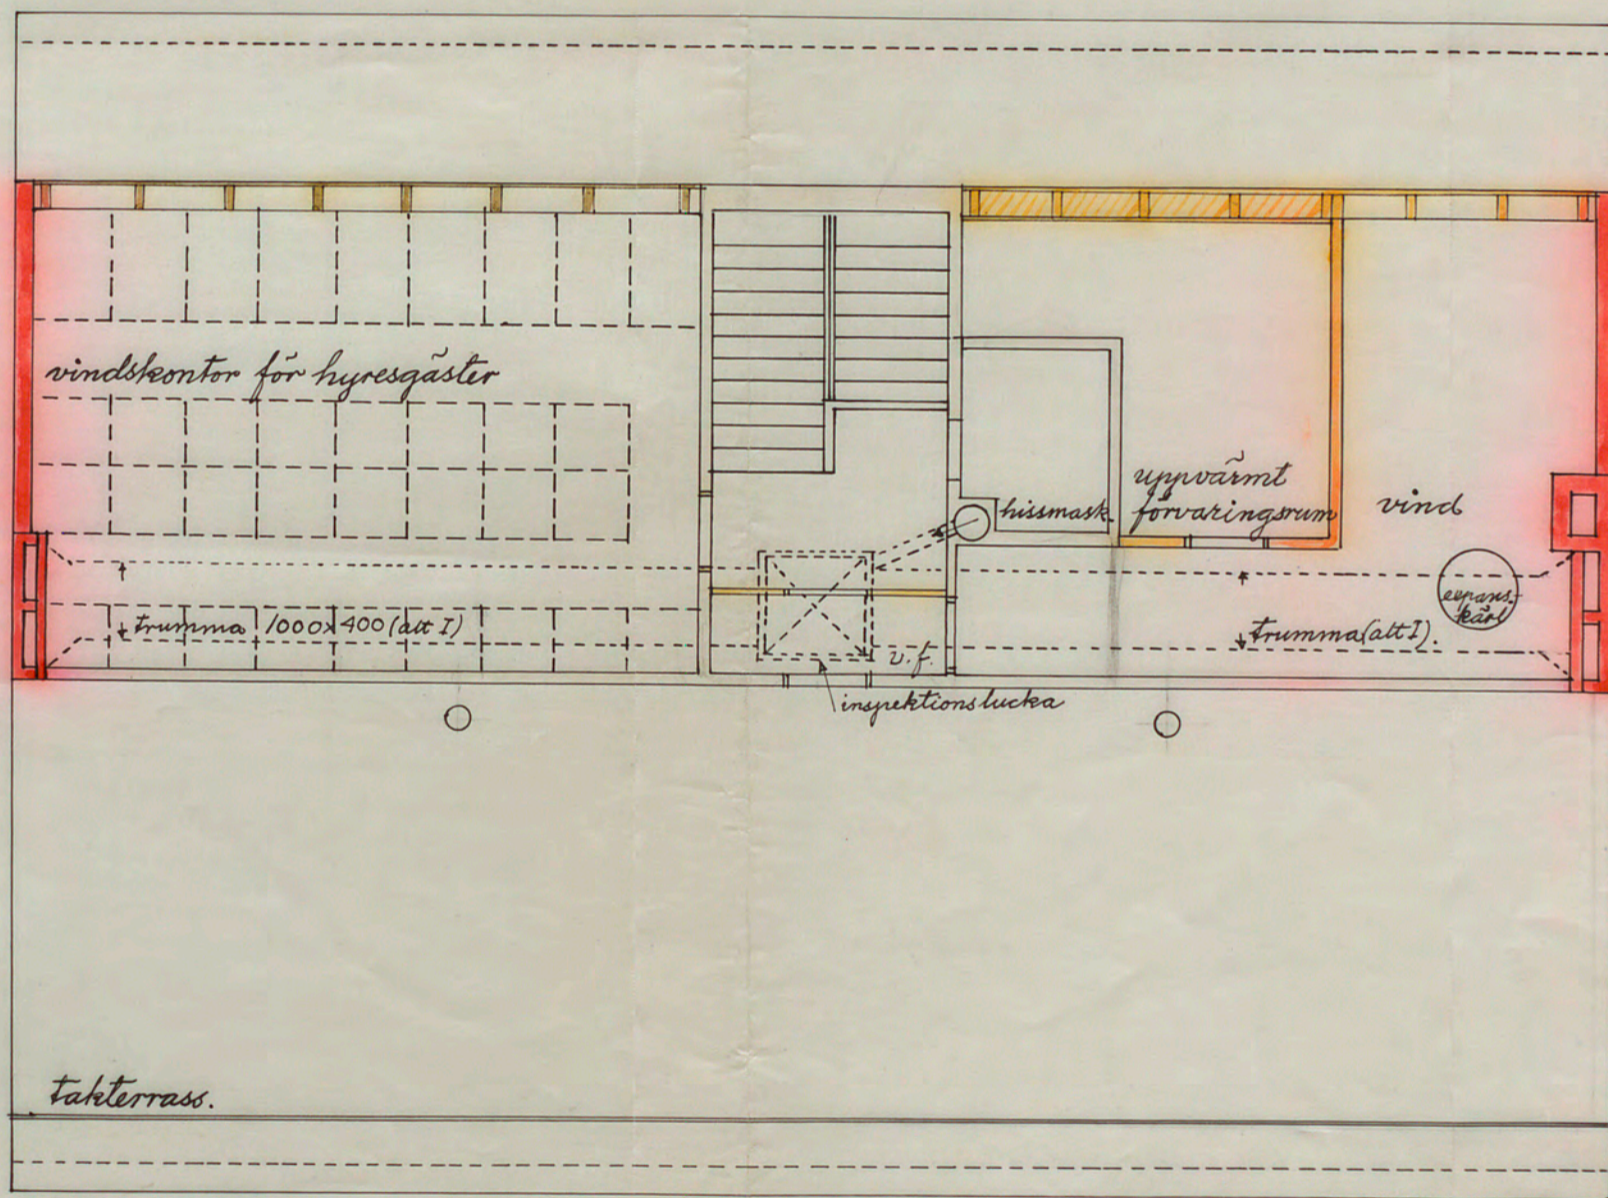 vindskontor för hyresgäster
uppvärmt
förvaringsrum
hissmask.
vind
expans.-
kärl
trumma 1000x400 (alt I)
trumma (alt I).
v.f.
inspektionslucka
takterrass.